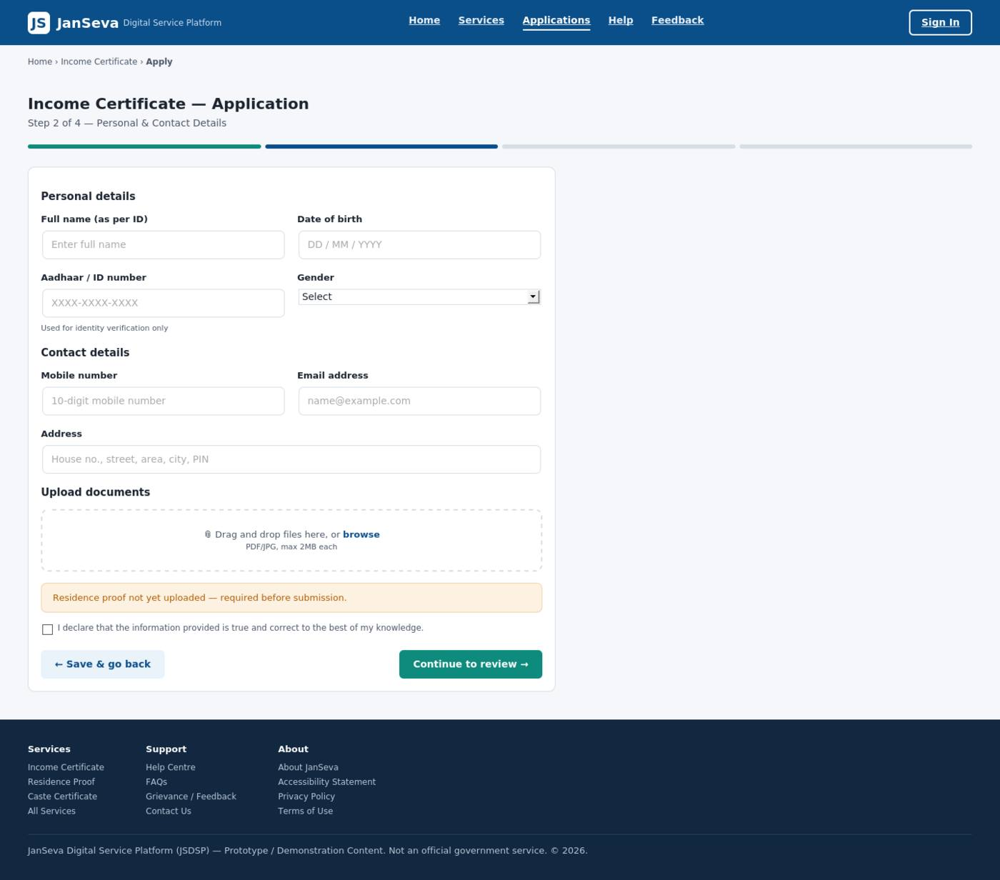 JS JanSeva Digital Service Platform Home Services Applications Help Feedback Sign In
Home › Income Certificate › Apply
Income Certificate — Application
Step 2 of 4 — Personal & Contact Details
Personal details
Full name (as per ID) Date of birth
Enter full name DD / MM / YYYY
Aadhaar / ID number Gender
XXXX-XXXX-XXXX Select
Used for identity verification only
Contact details
Mobile number Email address
10-digit mobile number name@example.com
Address
House no., street, area, city, PIN
Upload documents
📎 Drag and drop files here, or browse
PDF/JPG, max 2MB each
Residence proof not yet uploaded — required before submission.
I declare that the information provided is true and correct to the best of my knowledge.
← Save & go back Continue to review →
Services Support About
Income Certificate Help Centre About JanSeva
Residence Proof FAQs Accessibility Statement
Caste Certificate Grievance / Feedback Privacy Policy
All Services Contact Us Terms of Use
JanSeva Digital Service Platform (JSDSP) — Prototype / Demonstration Content. Not an official government service. © 2026.